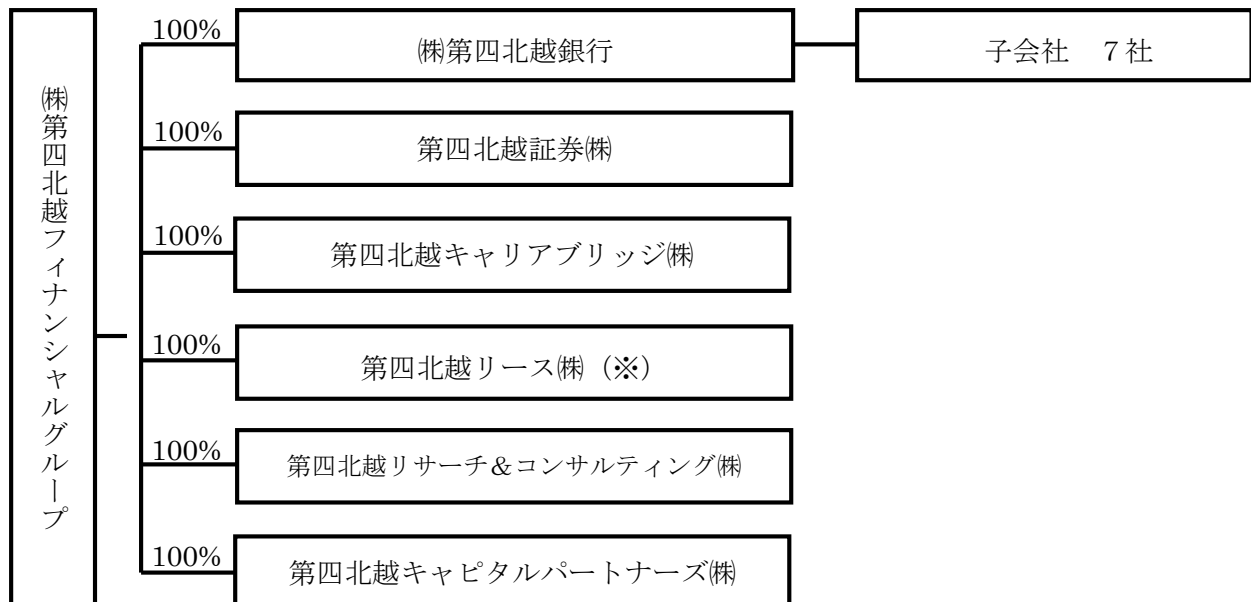 ㈱第四北越フィナンシャルグループ
100%
㈱第四北越銀行
子会社 7社
100%
第四北越証券㈱
100%
第四北越キャリアブリッジ㈱
100%
第四北越リース㈱（※）
100%
第四北越リサーチ＆コンサルティング㈱
100%
第四北越キャピタルパートナーズ㈱